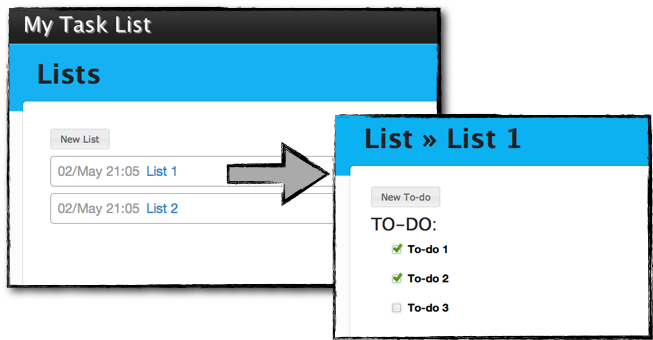 My Task List
Lists
New List
02/May 21:05 List 1
02/May 21:05 List 2
List » List 1
New To-do
TO-DO:
To-do 1
To-do 2
To-do 3